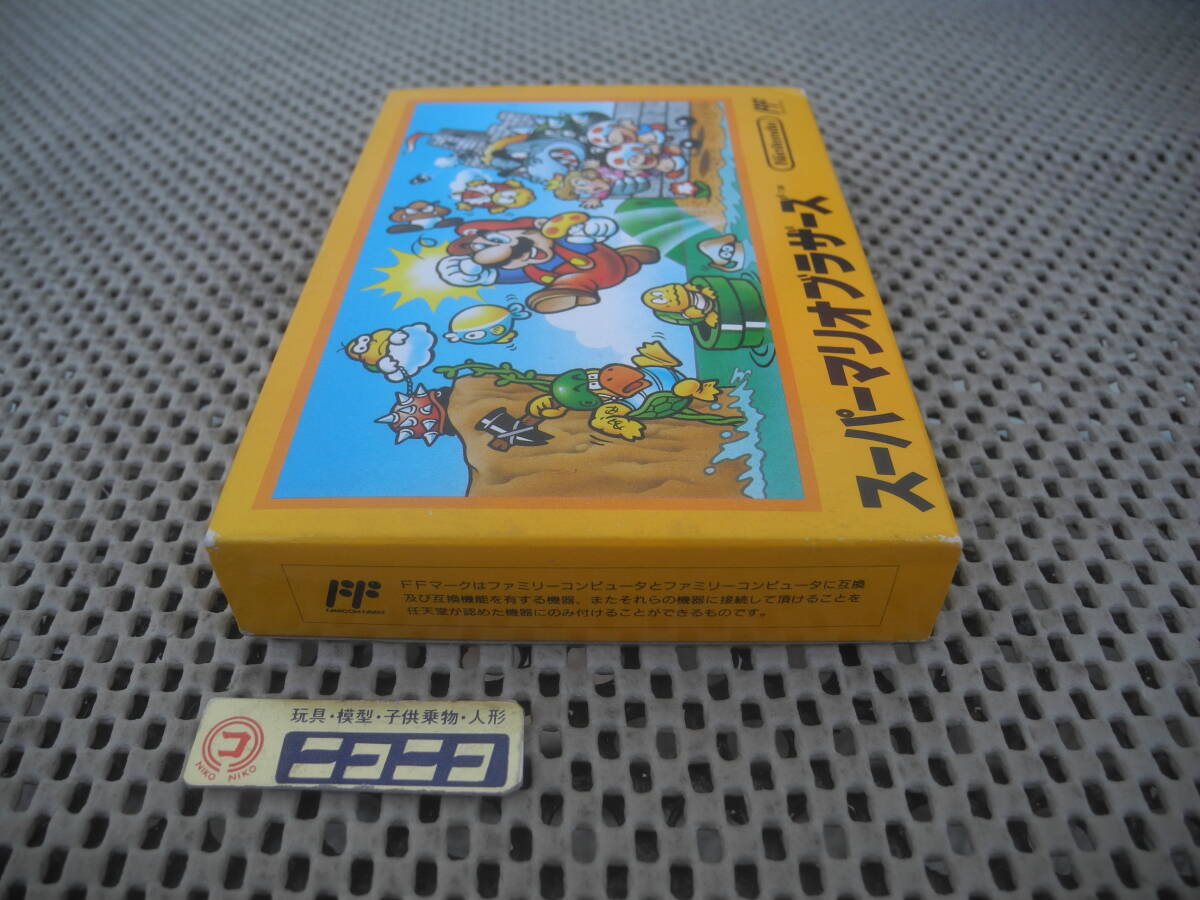 Nintendo
スーパーマリオブラザーズ
FFマークはファミリーコンピュータとファミリーコンピュータに互換
及び互換機能を有する機器、またそれらの機器に接続して頂けることを
任天堂が認めた機器にのみ付けることができるものです。
玩具・模型・子供乗物・人形
ニコニコ
コ
NIKO NIKO